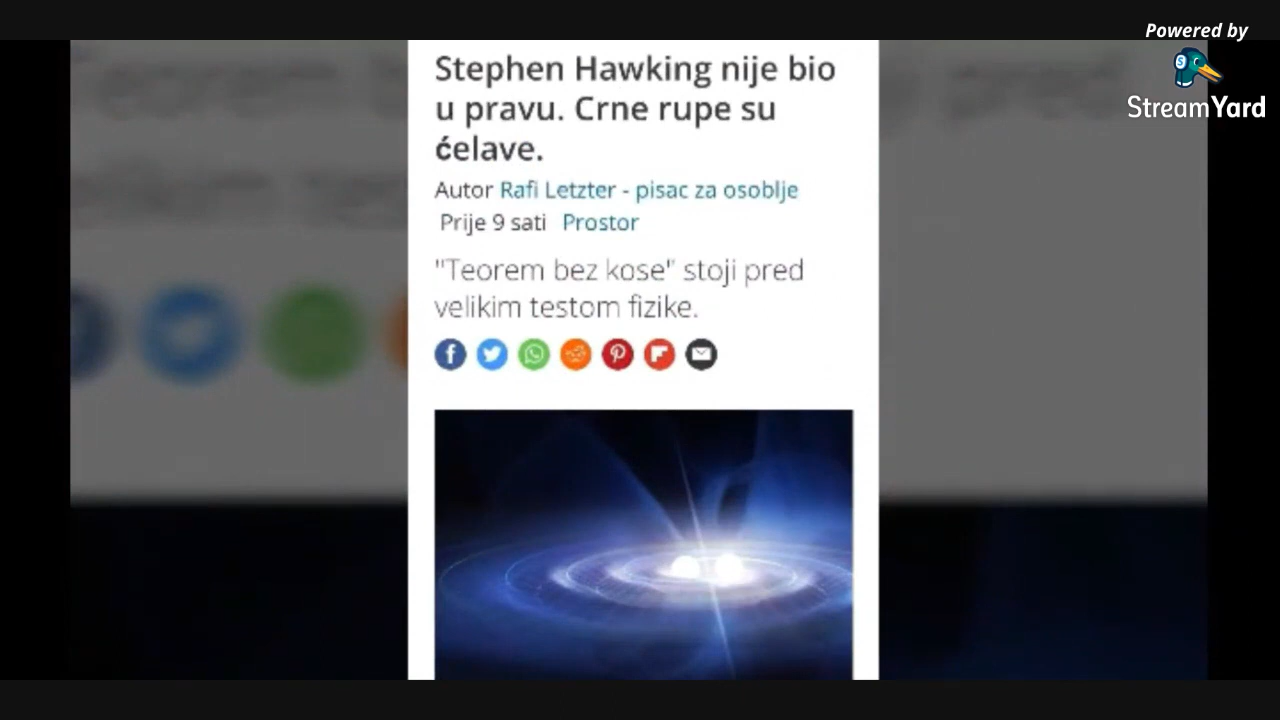 Powered by
StreamYard
Stephen Hawking nije bio
u pravu. Crne rupe su
ćelave.
Autor Rafi Letzter - pisac za osoblje
Prije 9 sati Prostor
"Teorem bez kose" stoji pred
velikim testom fizike.